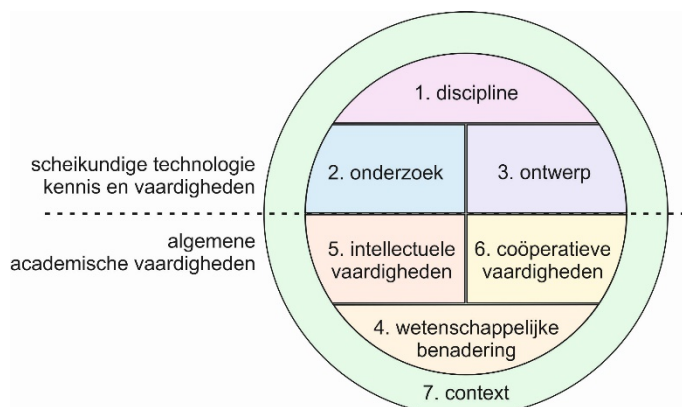 1. discipline
scheikundige technologie
kennis en vaardigheden
2. onderzoek
3. ontwerp
algemene
academische vaardigheden
5. intellectuele
vaardigheden
6. coöperatieve
vaardigheden
4. wetenschappelijke
benadering
7. context